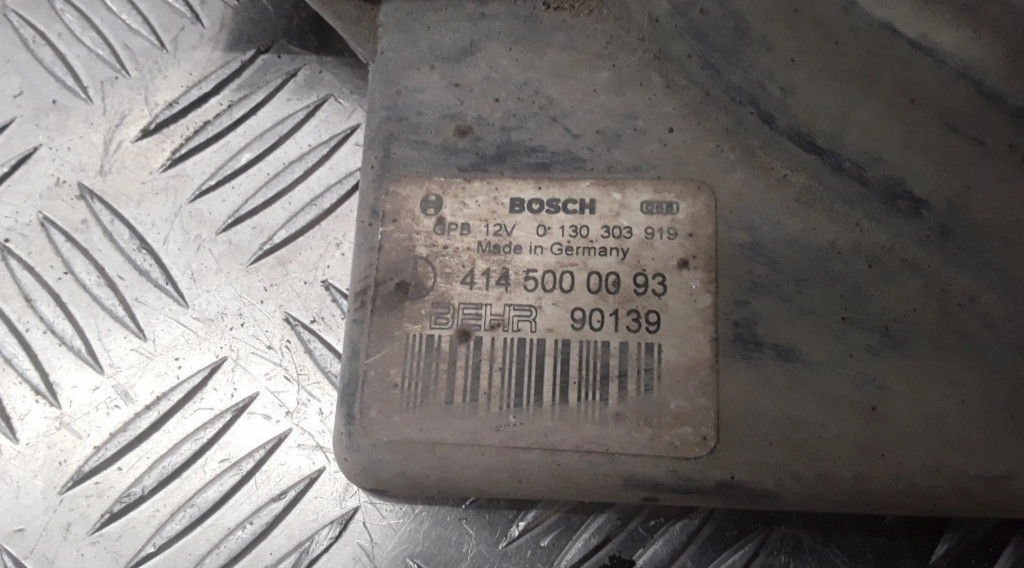 BOSCH
GPB 12V 0 130 303 919
Made in Germany
414 500 00 93
BEHR 90139